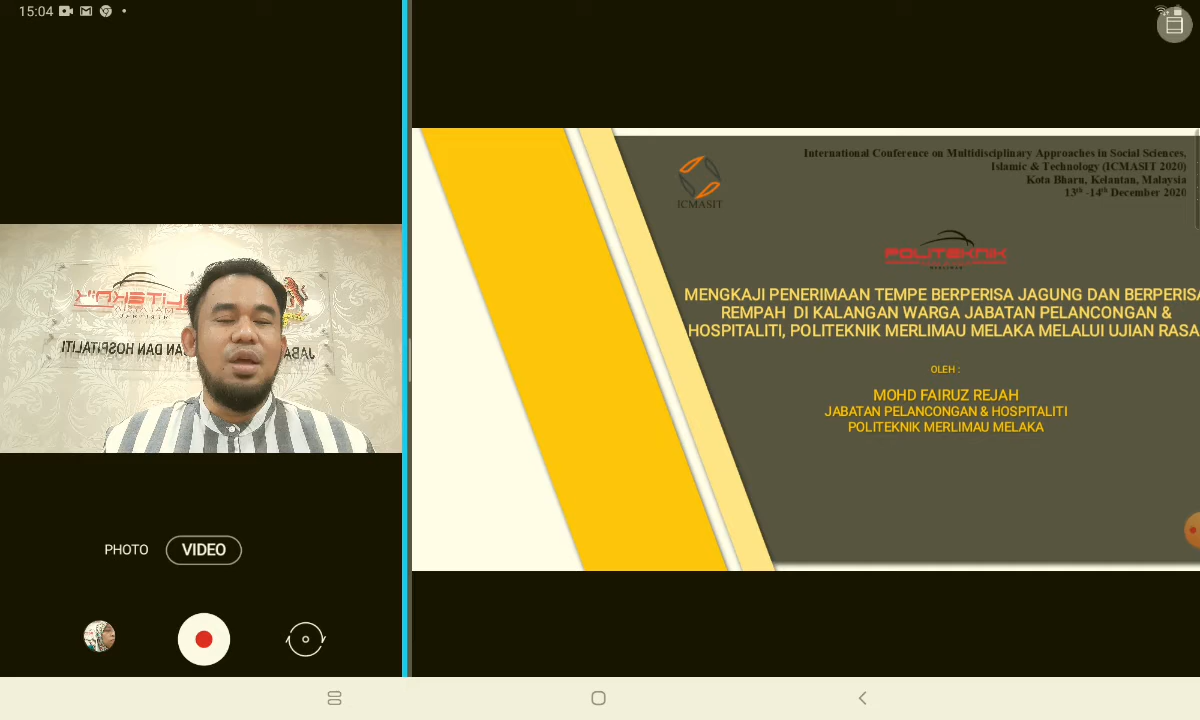 15:04
International Conference on Multidisciplinary Approaches in Social Sciences,
Islamic & Technology (ICMASIT 2020)
Kota Bharu, Kelantan, Malaysia
13th -14th December 2020
ICMASIT
POLITEKNIK
MENGKAJI PENERIMAAN TEMPE BERPERISA JAGUNG DAN BERPERISA
REMPAH DI KALANGAN WARGA JABATAN PELANCONGAN &
HOSPITALITI, POLITEKNIK MERLIMAU MELAKA MELALUI UJIAN RASA
OLEH :
MOHD FAIRUZ REJAH
JABATAN PELANCONGAN & HOSPITALITI
POLITEKNIK MERLIMAU MELAKA
DAN HOSPITALITI
PHOTO
VIDEO